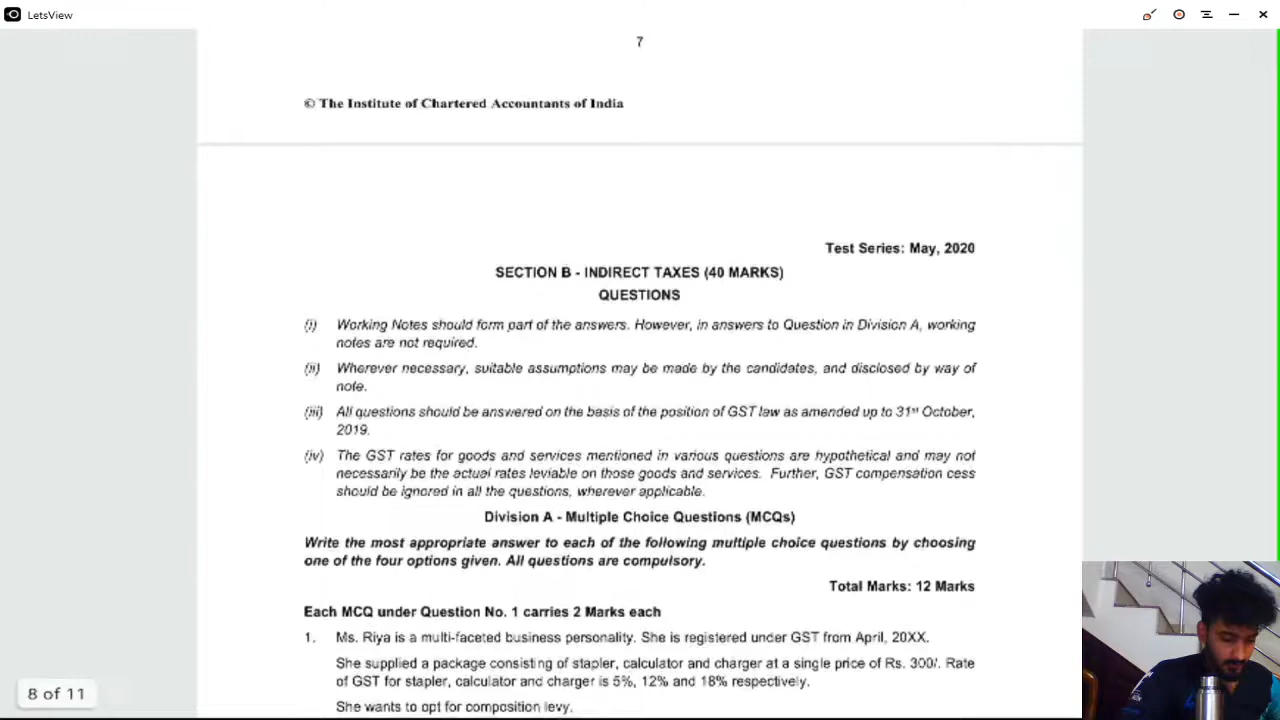 LetsView
7
© The Institute of Chartered Accountants of India
Test Series: May, 2020
SECTION B - INDIRECT TAXES (40 MARKS)
QUESTIONS
(i) Working Notes should form part of the answers. However, in answers to Question in Division A, working
notes are not required.
(ii) Wherever necessary, suitable assumptions may be made by the candidates, and disclosed by way of
note.
(iii) All questions should be answered on the basis of the position of GST law as amended up to 31st October,
2019.
(iv) The GST rates for goods and services mentioned in various questions are hypothetical and may not
necessarily be the actual rates leviable on those goods and services. Further, GST compensation cess
should be ignored in all the questions, wherever applicable.
Division A - Multiple Choice Questions (MCQs)
Write the most appropriate answer to each of the following multiple choice questions by choosing
one of the four options given. All questions are compulsory.
Total Marks: 12 Marks
Each MCQ under Question No. 1 carries 2 Marks each
1. Ms. Riya is a multi-faceted business personality. She is registered under GST from April, 20XX.
She supplied a package consisting of stapler, calculator and charger at a single price of Rs. 300/. Rate
of GST for stapler, calculator and charger is 5%, 12% and 18% respectively.
She wants to opt for composition levy.
8 of 11